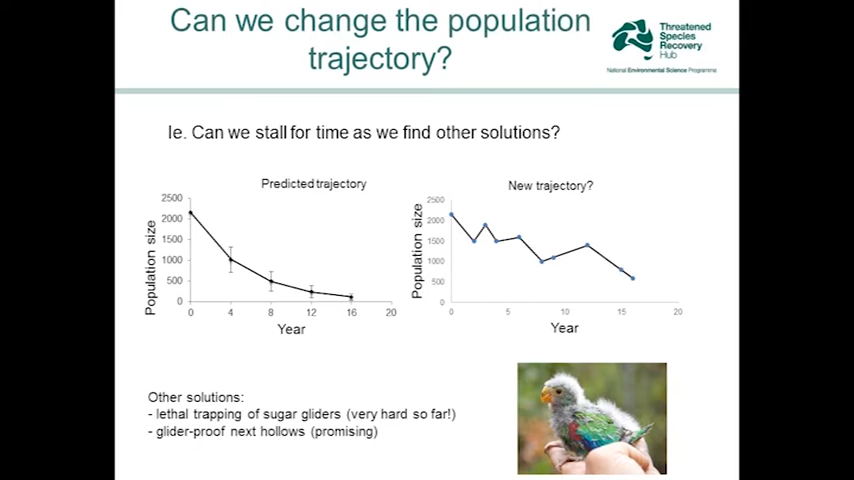 Can we change the population
trajectory?
Threatened
Species
Recovery
Hub
National Environmental Science Programme
Ie. Can we stall for time as we find other solutions?
Predicted trajectory
Population size
2500
2000
1500
1000
500
0
0 4 8 12 16 20
Year
New trajectory?
Population size
2500
2000
1500
1000
500
0
0 5 10 15 20
Year
Other solutions:
- lethal trapping of sugar gliders (very hard so far!)
- glider-proof next hollows (promising)